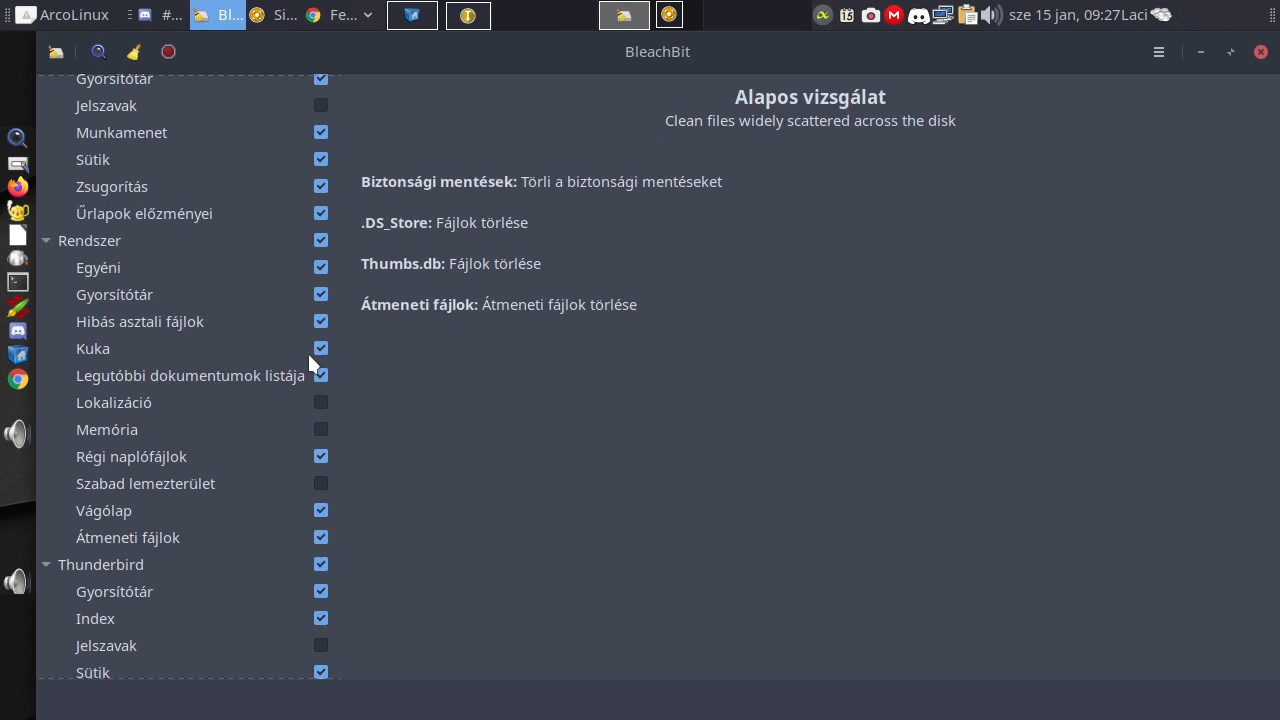 ArcoLinux #... Bl... Si... Fe... 15 M sze 15 jan, 09:27 Laci
BleachBit
Gyorsítótár
Jelszavak
Munkamenet
Sütik
Zsugorítás
Űrlapok előzményei
Rendszer
Egyéni
Gyorsítótár
Hibás asztali fájlok
Kuka
Legutóbbi dokumentumok listája
Lokalizáció
Memória
Régi naplófájlok
Szabad lemezterület
Vágólap
Átmeneti fájlok
Thunderbird
Gyorsítótár
Index
Jelszavak
Sütik
Alapos vizsgálat
Clean files widely scattered across the disk
Biztonsági mentések: Törli a biztonsági mentéseket
.DS_Store: Fájlok törlése
Thumbs.db: Fájlok törlése
Átmeneti fájlok: Átmeneti fájlok törlése